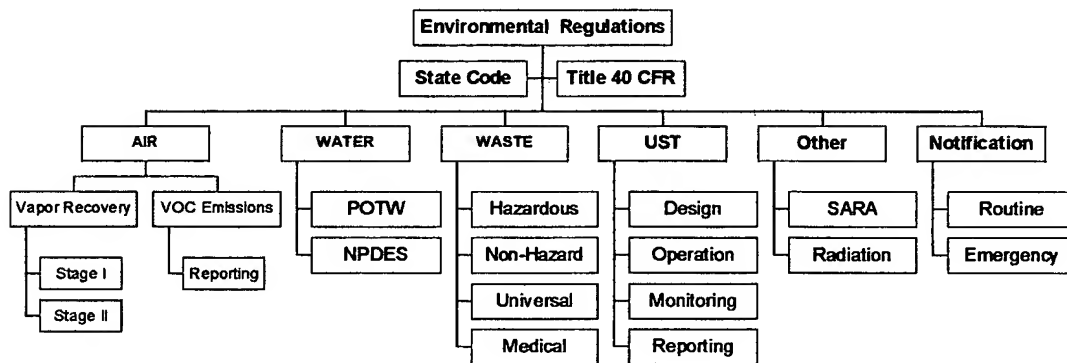 Environmental Regulations
State Code
Title 40 CFR
AIR
WATER
WASTE
UST
Other
Notification
Vapor Recovery
VOC Emissions
POTW
Hazardous
Design
SARA
Routine
Stage I
Reporting
NPDES
Non-Hazard
Operation
Radiation
Emergency
Stage II
Universal
Monitoring
Medical
Reporting